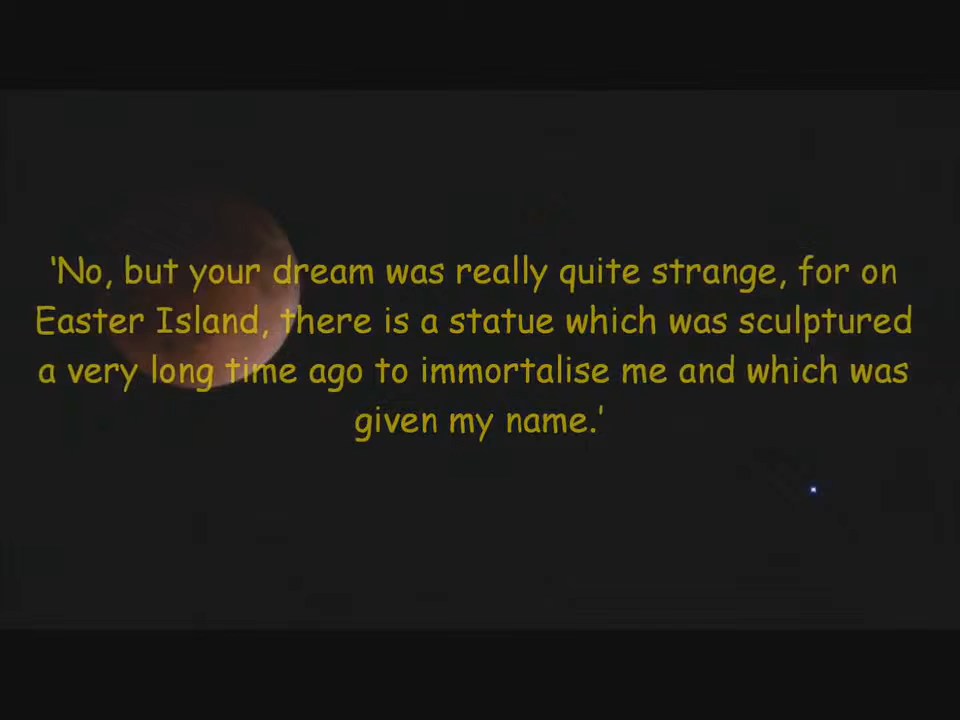 ‘No, but your dream was really quite strange, for on
Easter Island, there is a statue which was sculptured
a very long time ago to immortalise me and which was
given my name.’